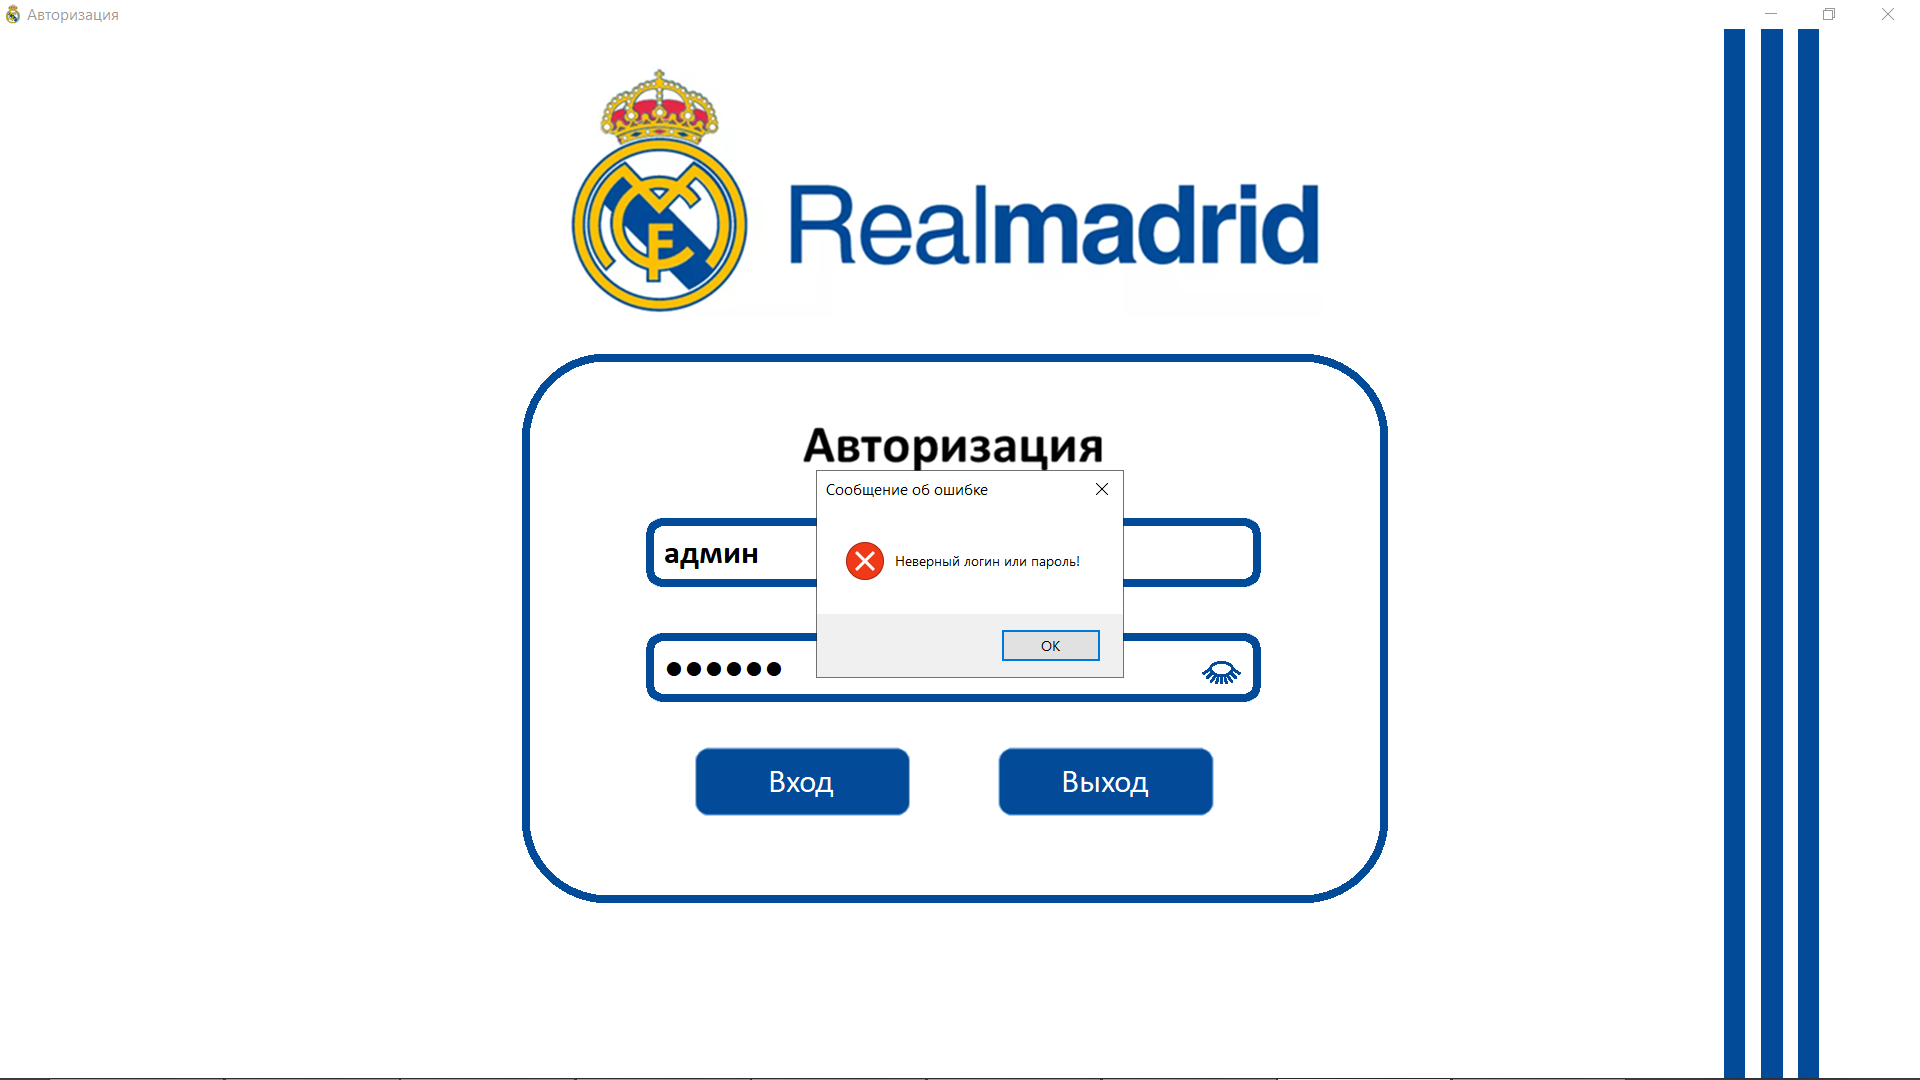 Авторизация
Realmadrid
Авторизация
Сообщение об ошибке
админ
Неверный логин или пароль!
OK
Вход
Выход